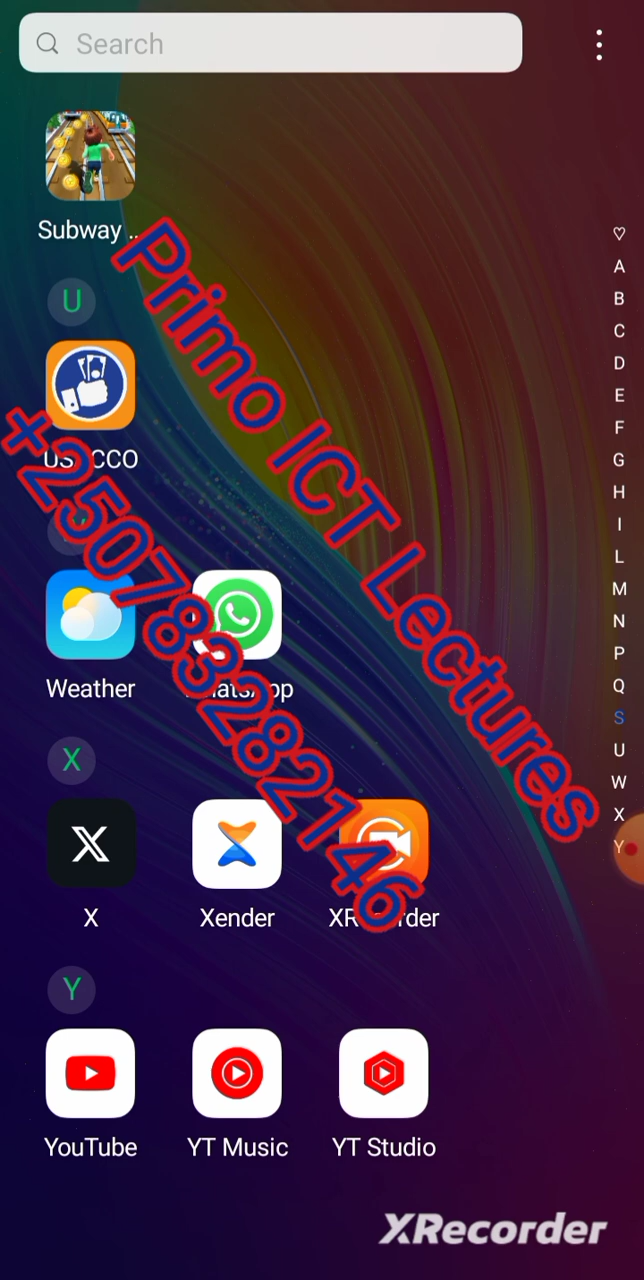 Search
Subway ..
U
Primo ICT Lectures
+250783282146
Weather
X
X
Xender
Y
YouTube
YT Music
YT Studio
♡
A
B
C
D
E
F
G
H
I
L
M
N
P
Q
S
U
W
X
Y
XRecorder